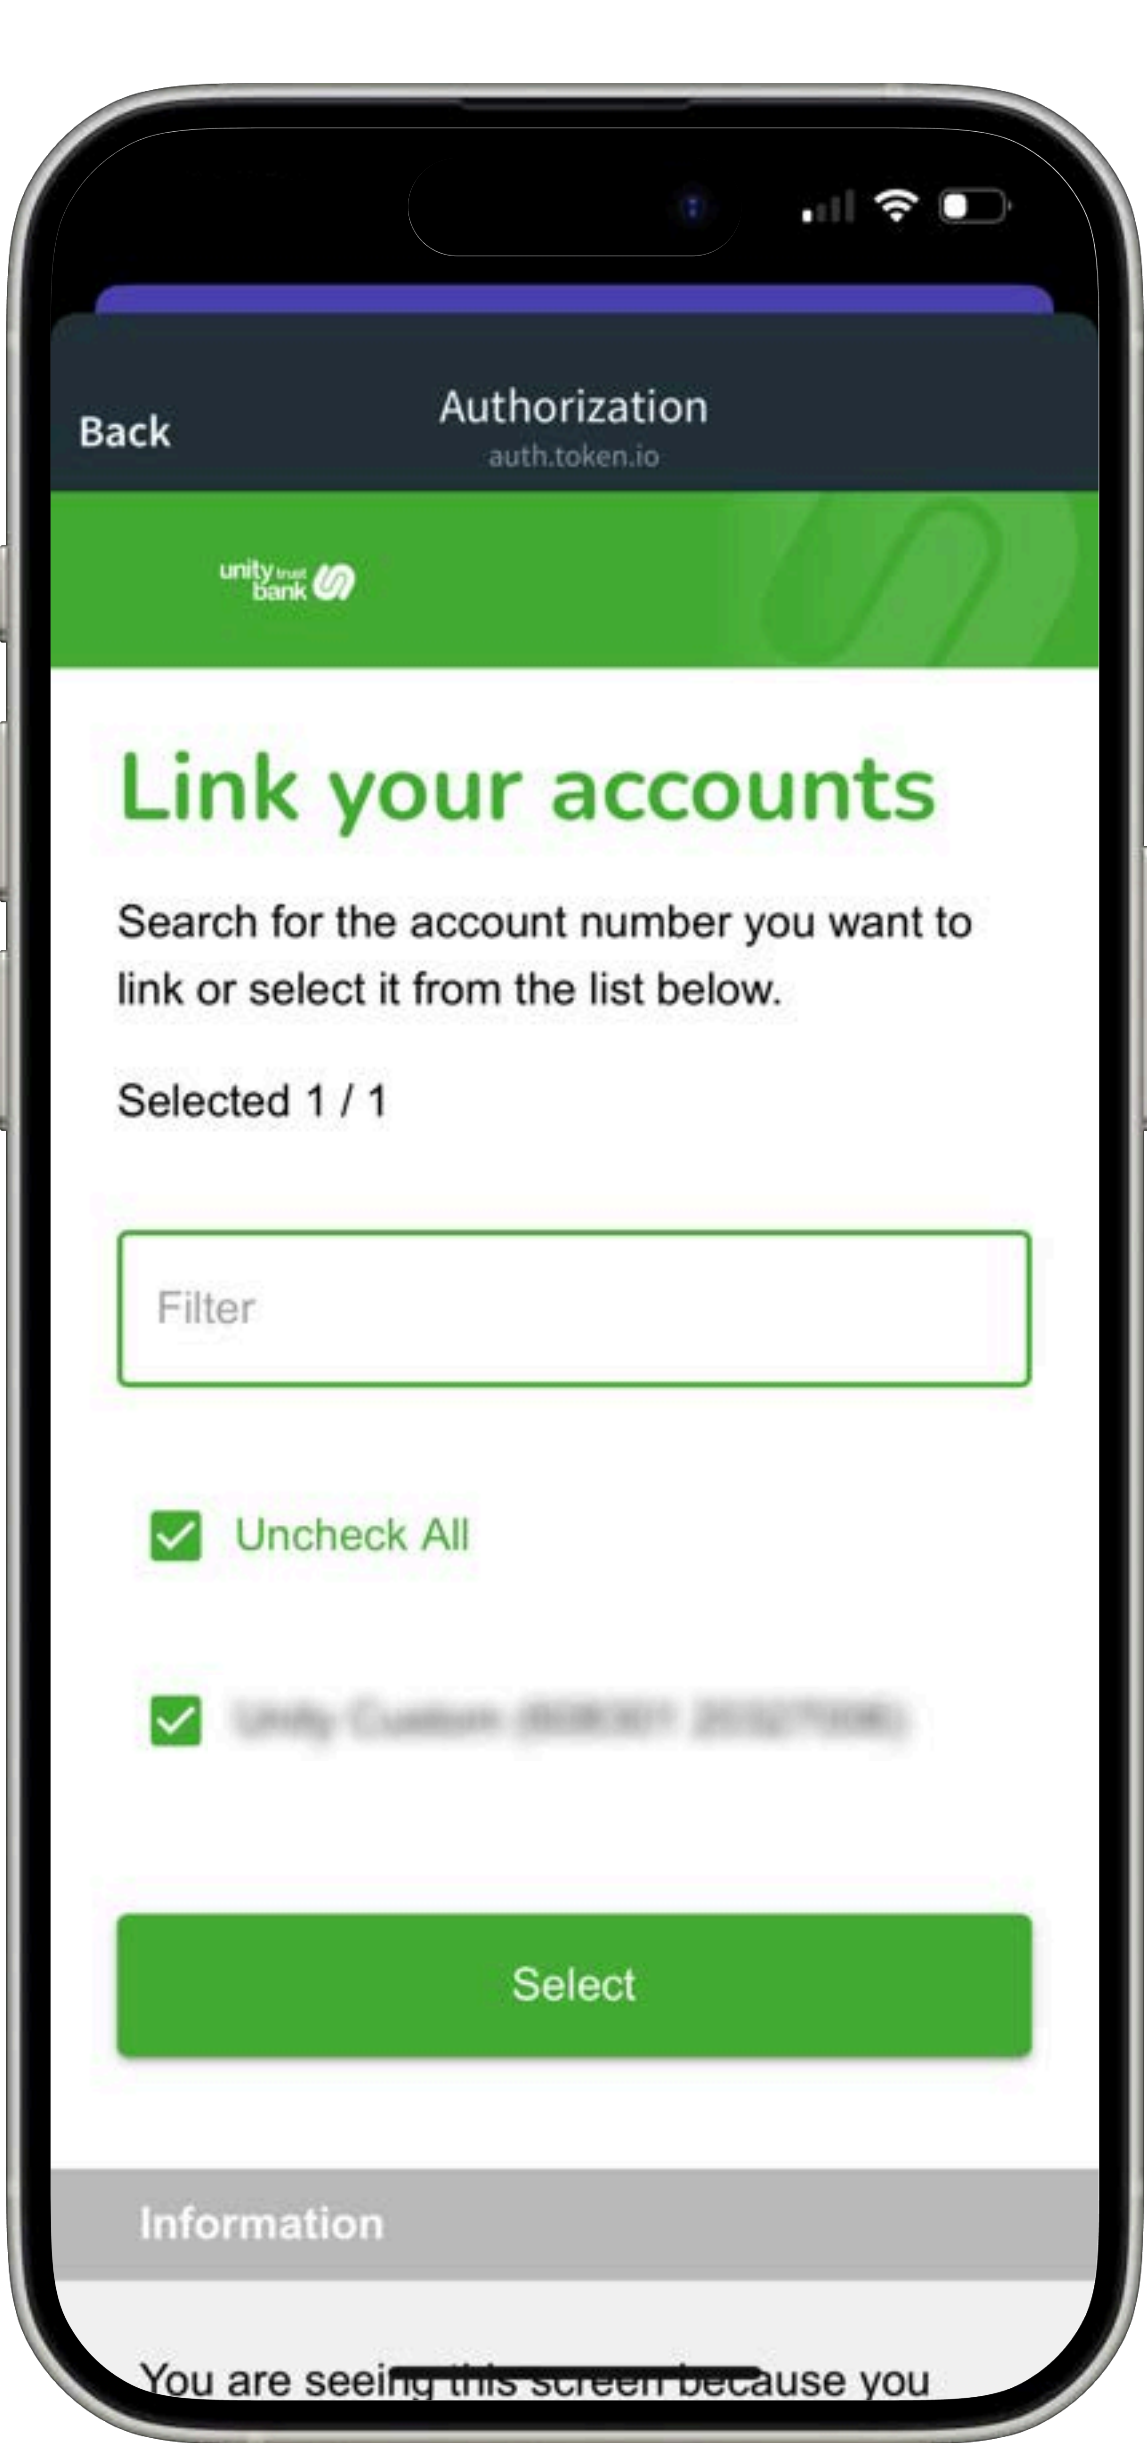 Authorization
Back
auth.token.io
unity trust
bank
Link your accounts
Search for the account number you want to
link or select it from the list below.
Selected 1 / 1
Filter
Uncheck All
Select
Information
You are seeing this screen because you